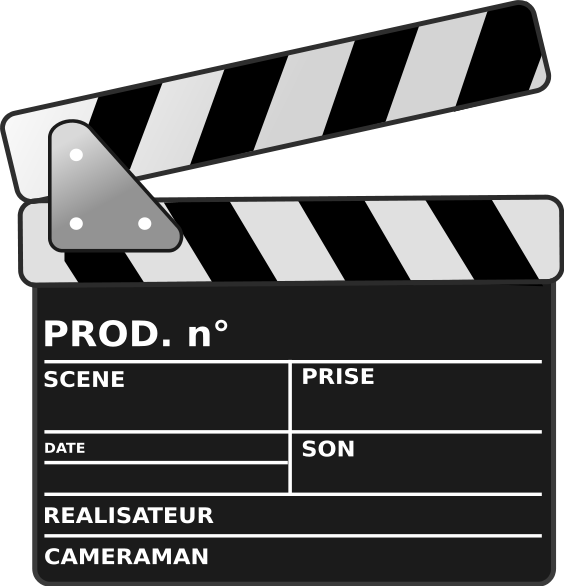 PROD. n°
SCENE
PRISE
DATE
SON
REALISATEUR
CAMERAMAN